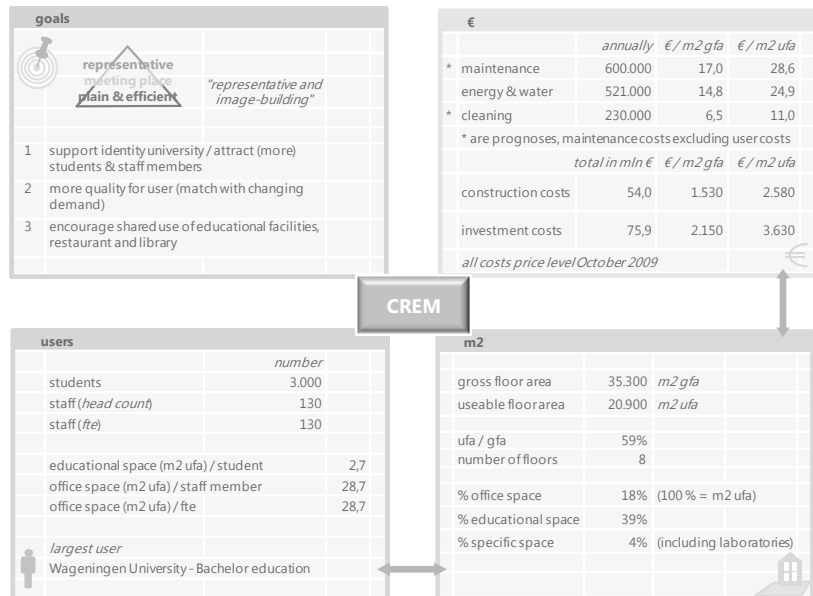 goals
representative
meeting place
plain & efficient
"representative and
image-building"
1 support identity university / attract (more)
students & staff members
2 more quality for user (match with changing
demand)
3 encourage shared use of educational facilities,
restaurant and library
€
annually € / m2 gfa € / m2 ufa
* maintenance 600.000 17,0 28,6
energy & water 521.000 14,8 24,9
* cleaning 230.000 6,5 11,0
* are prognoses, maintenance costs excluding user costs
total in mln € € / m2 gfa € / m2 ufa
construction costs 54,0 1.530 2.580
investment costs 75,9 2.150 3.630
all costs price level October 2009
€
CREM
users
number
students 3.000
staff (head count) 130
staff (fte) 130
educational space (m2 ufa) / student 2,7
office space (m2 ufa) / staff member 28,7
office space (m2 ufa) / fte 28,7
largest user
Wageningen University - Bachelor education
m2
gross floor area 35.300 m2 gfa
useable floor area 20.900 m2 ufa
ufa / gfa 59%
number of floors 8
% office space 18% (100 % = m2 ufa)
% educational space 39%
% specific space 4% (including laboratories)